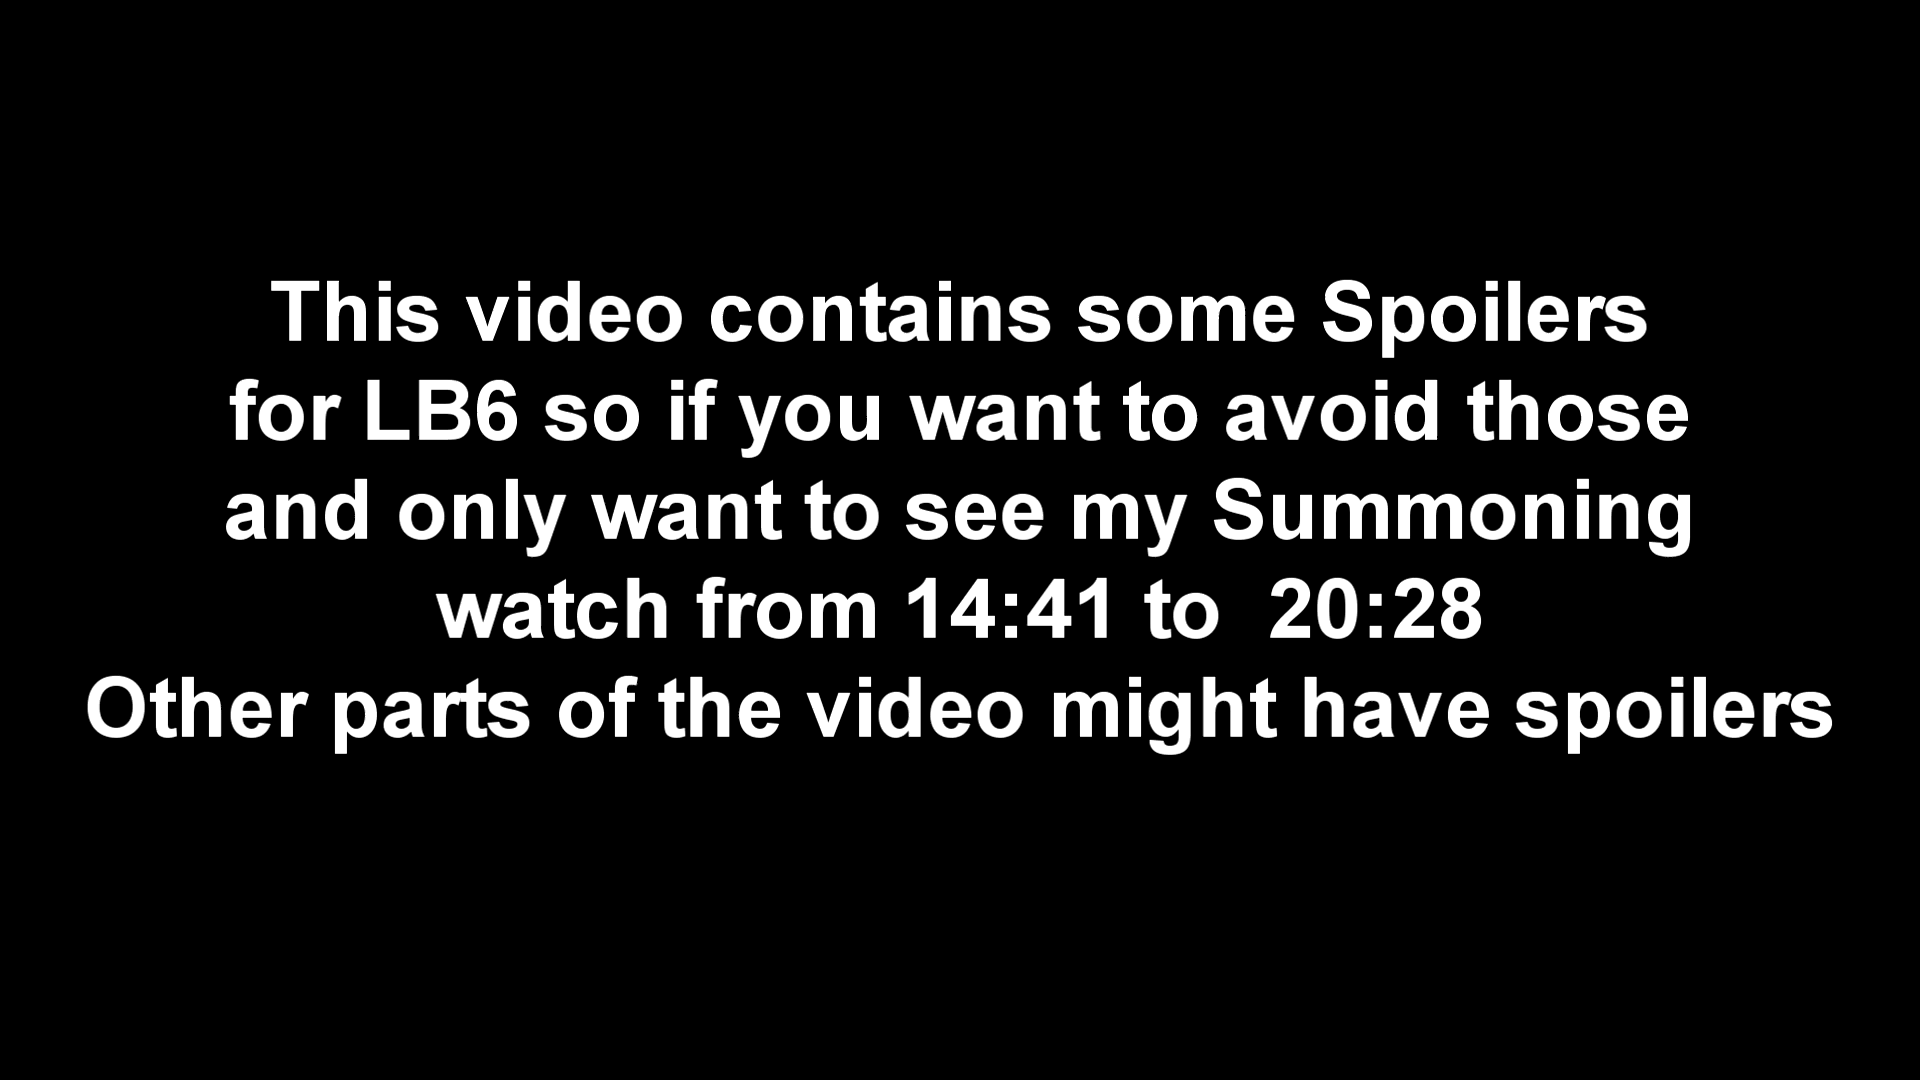 This video contains some Spoilers
for LB6 so if you want to avoid those
and only want to see my Summoning
watch from 14:41 to  20:28
Other parts of the video might have spoilers